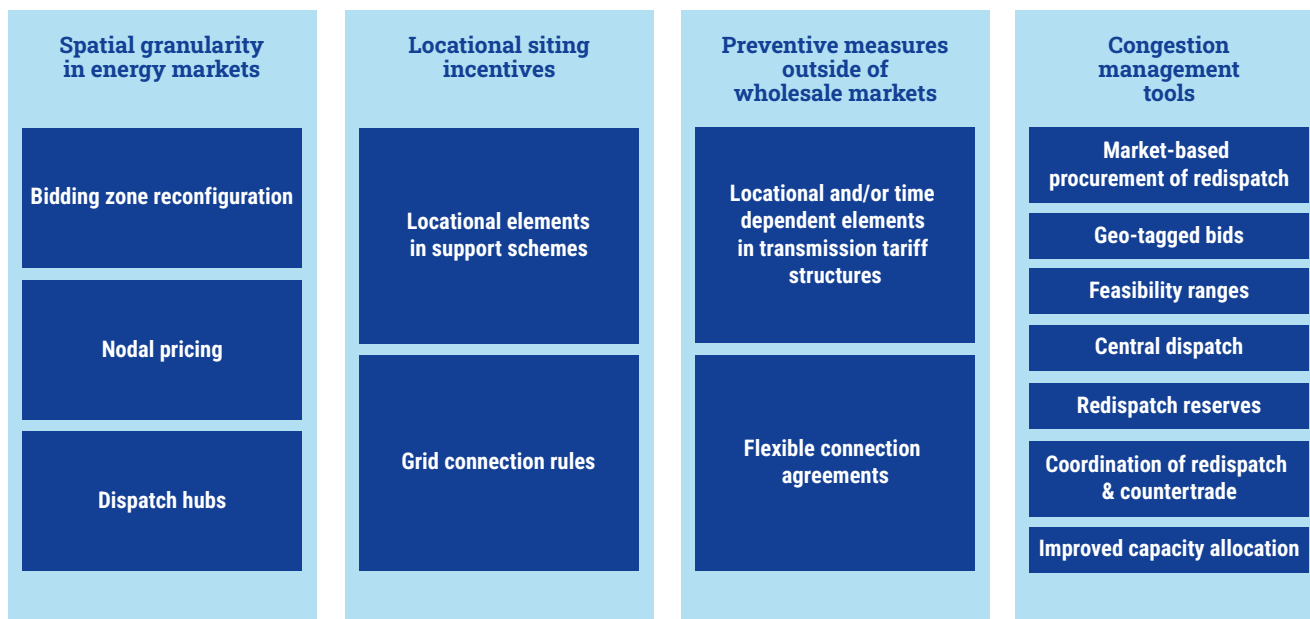 Spatial granularity
in energy markets
Bidding zone reconfiguration
Nodal pricing
Dispatch hubs
Locational siting
incentives
Locational elements
in support schemes
Grid connection rules
Preventive measures
outside of
wholesale markets
Locational and/or time
dependent elements
in transmission tariff
structures
Flexible connection
agreements
Congestion
management
tools
Market-based
procurement of redispatch
Geo-tagged bids
Feasibility ranges
Central dispatch
Redispatch reserves
Coordination of redispatch
& countertrade
Improved capacity allocation